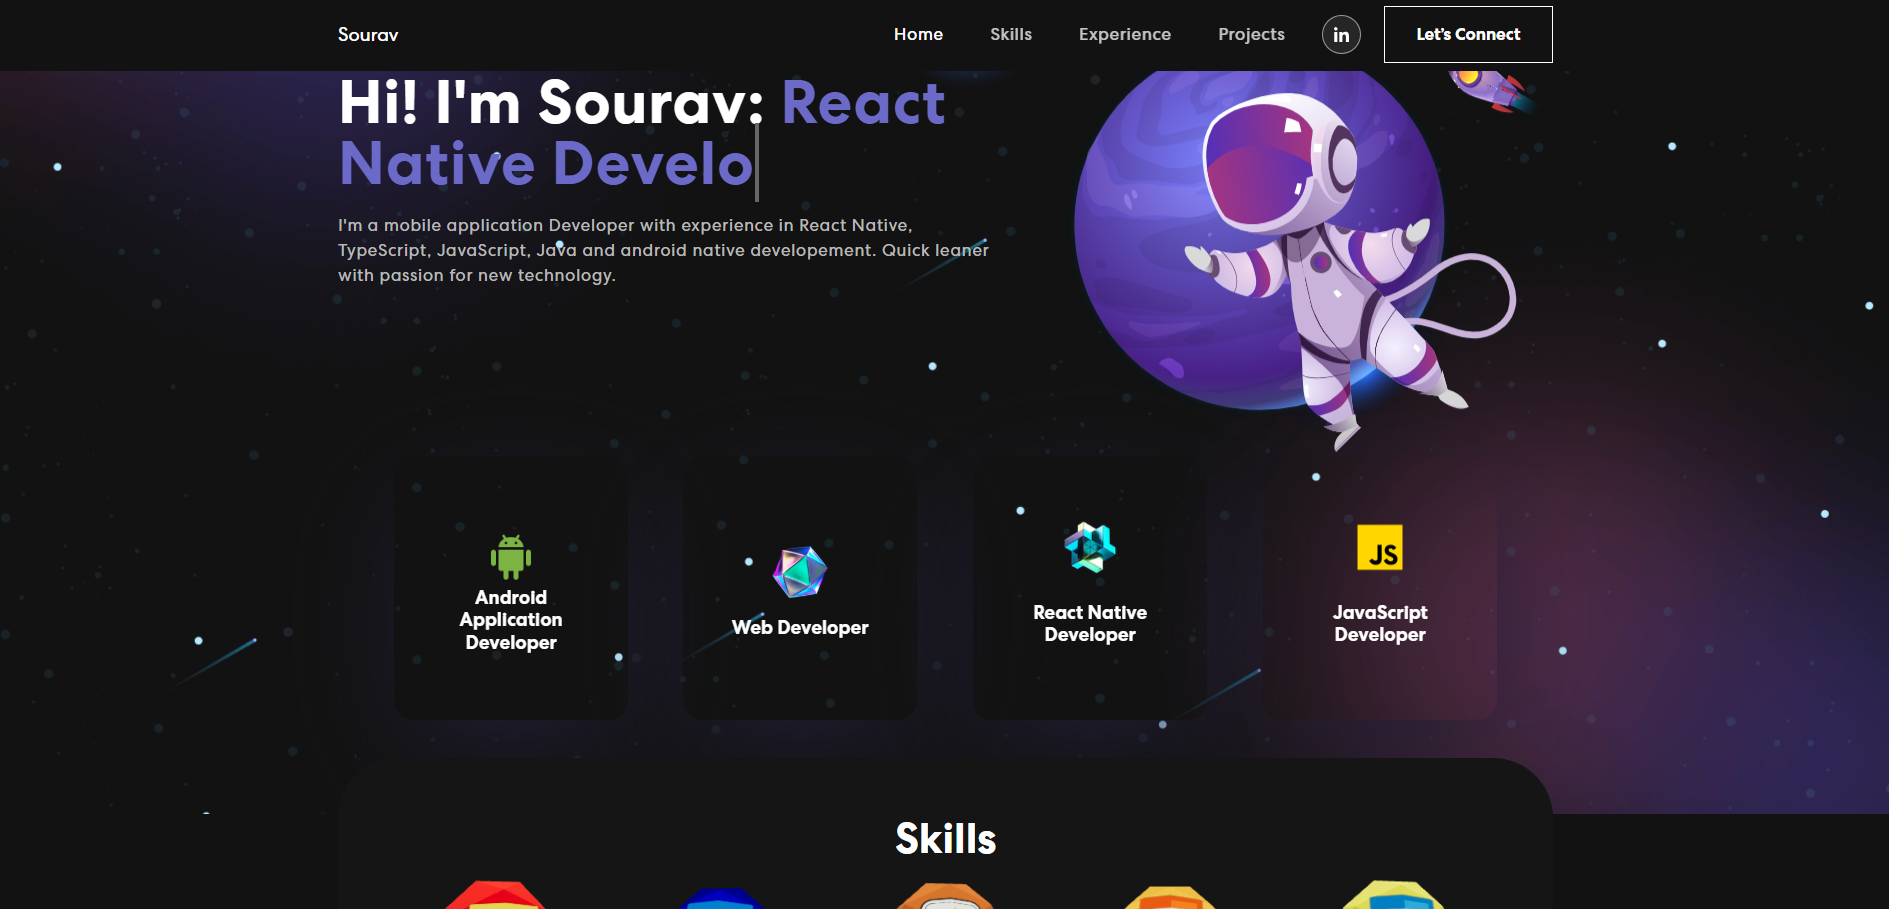 Sourav
Home
Skills
Experience
Projects
in
Let's Connect
Hi! I'm Sourav: React
Native Develo
I'm a mobile application Developer with experience in React Native,
TypeScript, JavaScript, Java and android native developement. Quick leaner
with passion for new technology.
Android
Application
Developer
Web Developer
React Native
Developer
JS
JavaScript
Developer
Skills